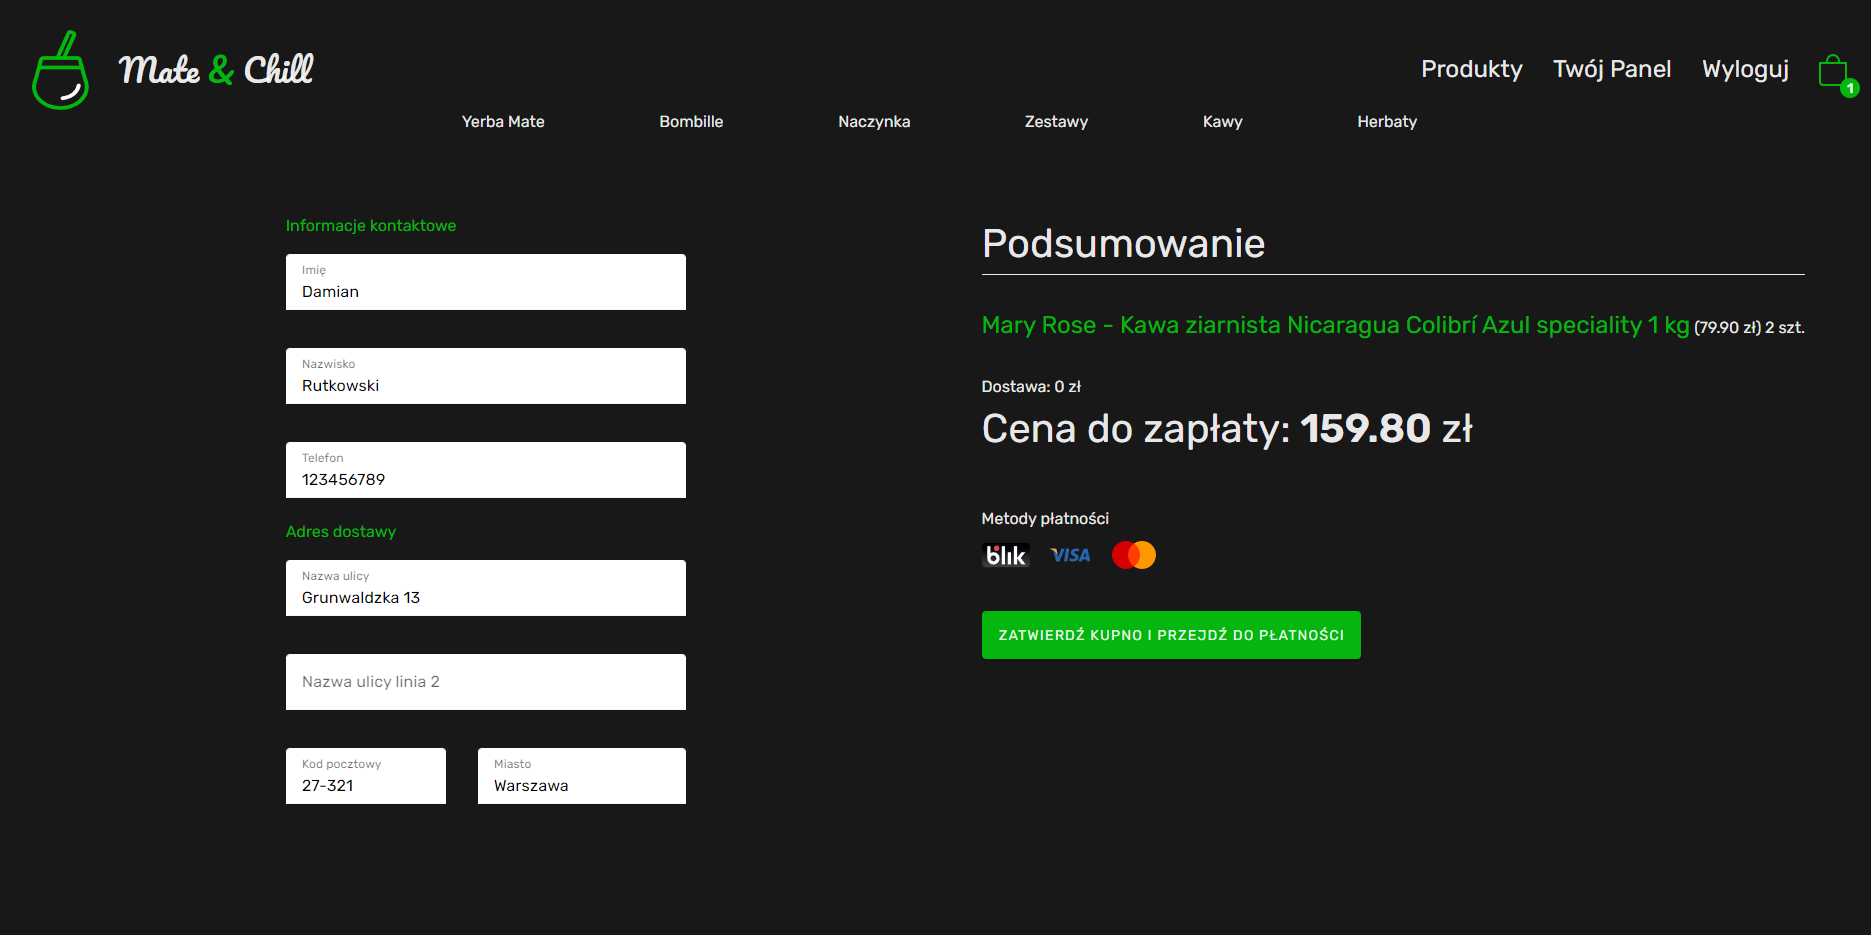 Mate & Chill
Produkty
Twój Panel
Wyloguj
1
Yerba Mate
Bombille
Naczynka
Zestawy
Kawy
Herbaty
Informacje kontaktowe
Imię
Damian
Nazwisko
Rutkowski
Telefon
123456789
Adres dostawy
Nazwa ulicy
Grunwaldzka 13
Nazwa ulicy linia 2
Kod pocztowy
27-321
Miasto
Warszawa
Podsumowanie
Mary Rose - Kawa ziarnista Nicaragua Colibrí Azul speciality 1 kg (79.90 zł) 2 szt.
Dostawa: 0 zł
Cena do zapłaty: 159.80 zł
Metody płatności
blik VISA
ZATWIERDŹ KUPNO I PRZEJDŹ DO PŁATNOŚCI